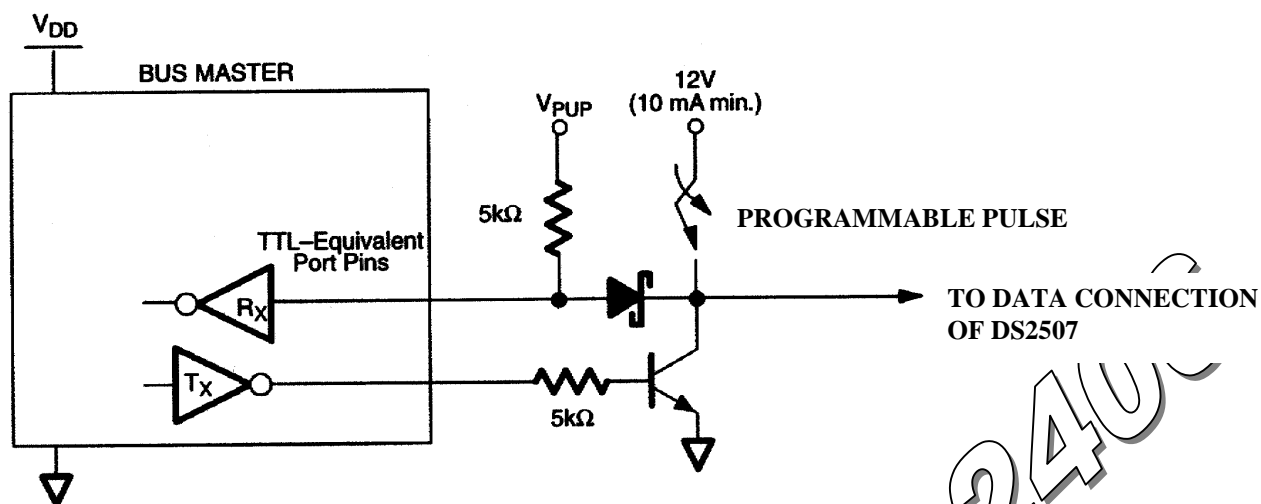 V_DD
BUS MASTER
12V
(10 mA min.)
V_PUP
5kΩ
PROGRAMMABLE PULSE
TTL–Equivalent
Port Pins
R_X
TO DATA CONNECTION
OF DS2507
T_X
5kΩ